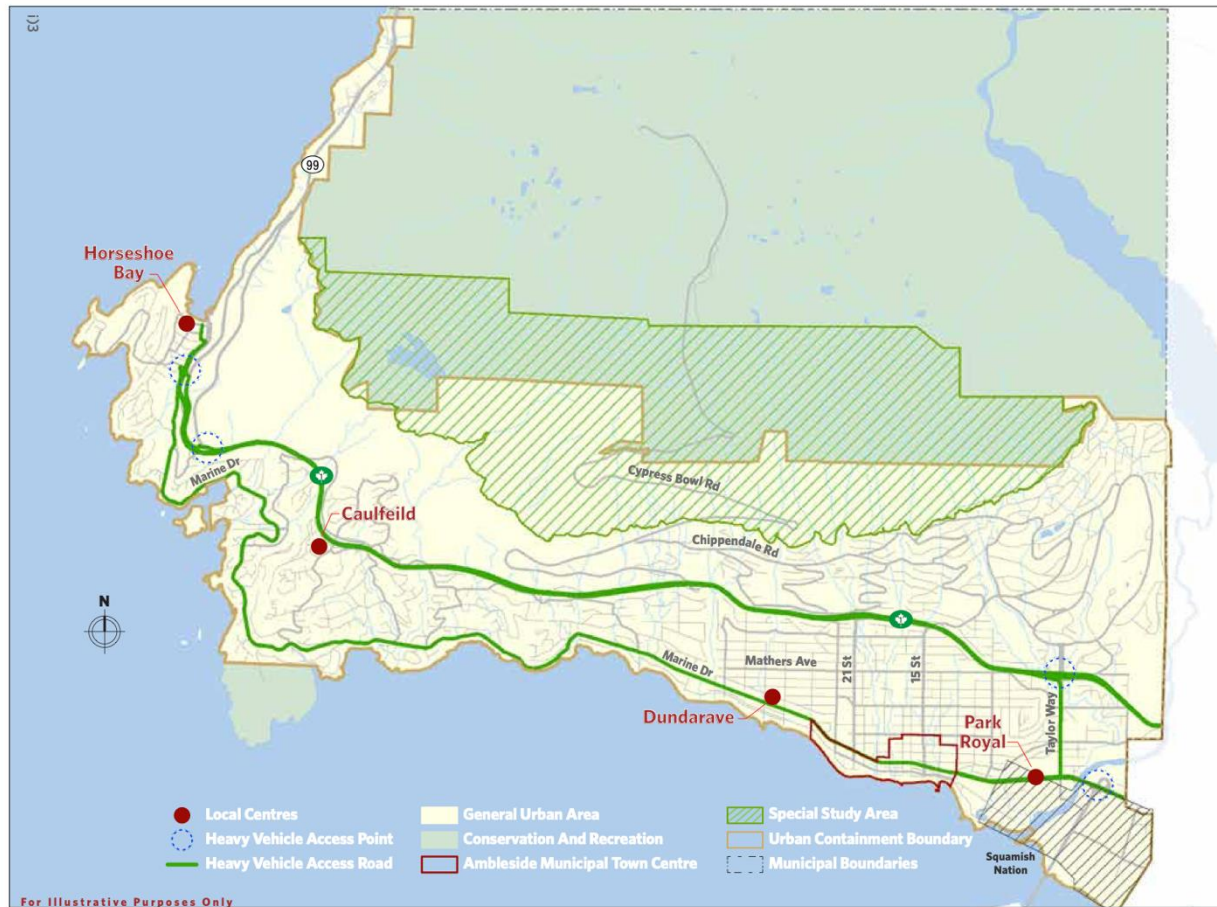 99
Horseshoe
Bay
Marine Dr
Caulfeild
Cypress Bowl Rd
Chippendale Rd
N
Marine Dr
Mathers Ave
21 St
15 St
Taylor Way
Dundarave
Park
Royal
Local Centres
General Urban Area
Special Study Area
Heavy Vehicle Access Point
Conservation And Recreation
Urban Containment Boundary
Heavy Vehicle Access Road
Ambleside Municipal Town Centre
Municipal Boundaries
Squamish
Nation
For Illustrative Purposes Only